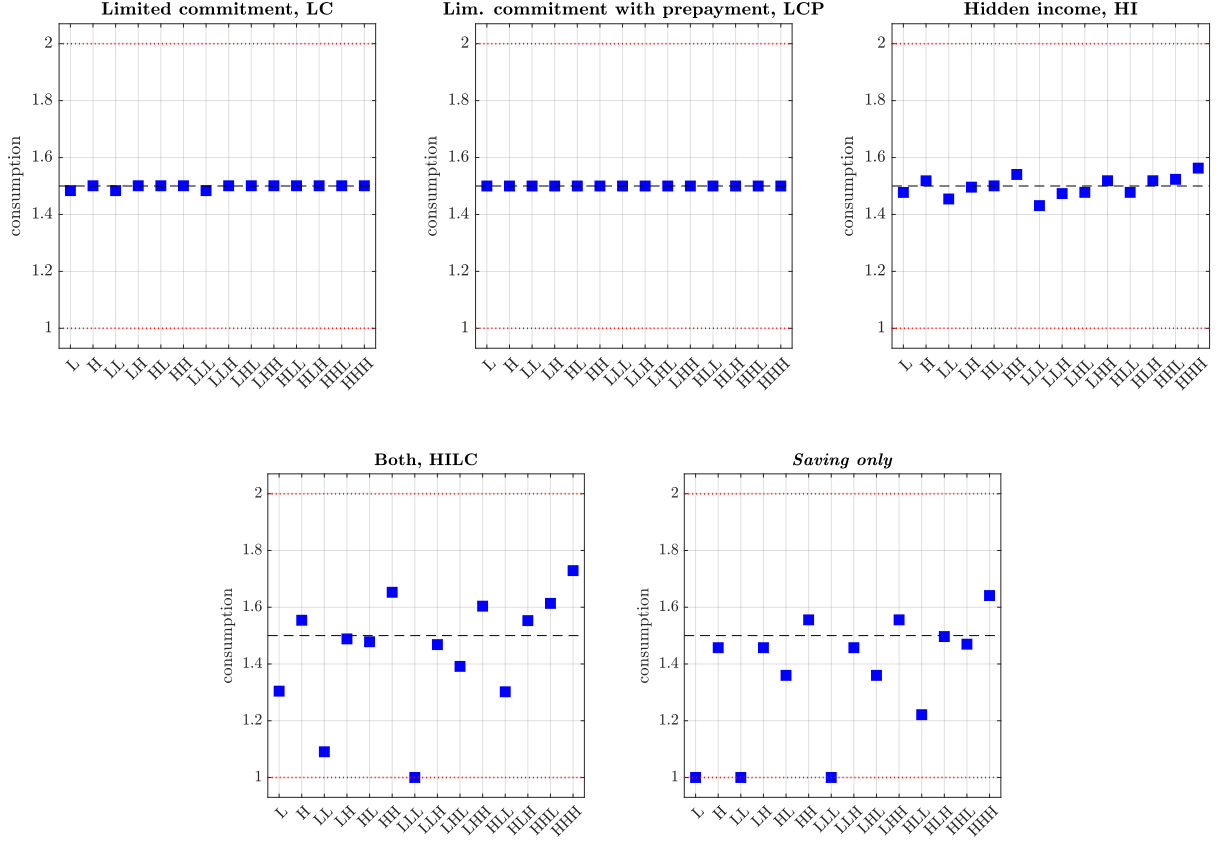 Limited commitment, LC
consumption
2
1.8
1.6
1.4
1.2
1
L H LL LH HL HH LLL LLH LHL LHH HLL HLH HHL HHH
Lim. commitment with prepayment, LCP
consumption
2
1.8
1.6
1.4
1.2
1
L H LL LH HL HH LLL LLH LHL LHH HLL HLH HHL HHH
Hidden income, HI
consumption
2
1.8
1.6
1.4
1.2
1
L H LL LH HL HH LLL LLH LHL LHH HLL HLH HHL HHH
Both, HILC
consumption
2
1.8
1.6
1.4
1.2
1
L H LL LH HL HH LLL LLH LHL LHH HLL HLH HHL HHH
Saving only
consumption
2
1.8
1.6
1.4
1.2
1
L H LL LH HL HH LLL LLH LHL LHH HLL HLH HHL HHH